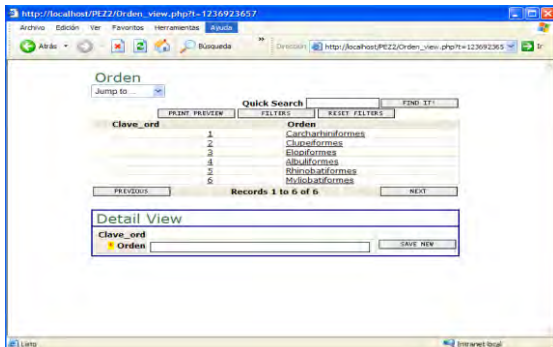 http://localhost/PEZ2/Orden_view.php?t=1236923657
Archivo Edición Ver Favoritos Herramientas Ayuda
Atrás Búsqueda » Dirección http://localhost/PEZ2/Orden_view.php?t=123692365 Ir
Orden
Jump to ...
Quick Search FIND IT!
PRINT PREVIEW FILTERS RESET FILTERS
Clave_ord Orden
1 Carcharhiniformes
2 Clupeiformes
3 Elopiformes
4 Albuliformes
5 Rhinobatiformes
6 Myliobatiformes
PREVIOUS Records 1 to 6 of 6 NEXT
Detail View
Clave_ord
* Orden SAVE NEW
Listo Intranet local